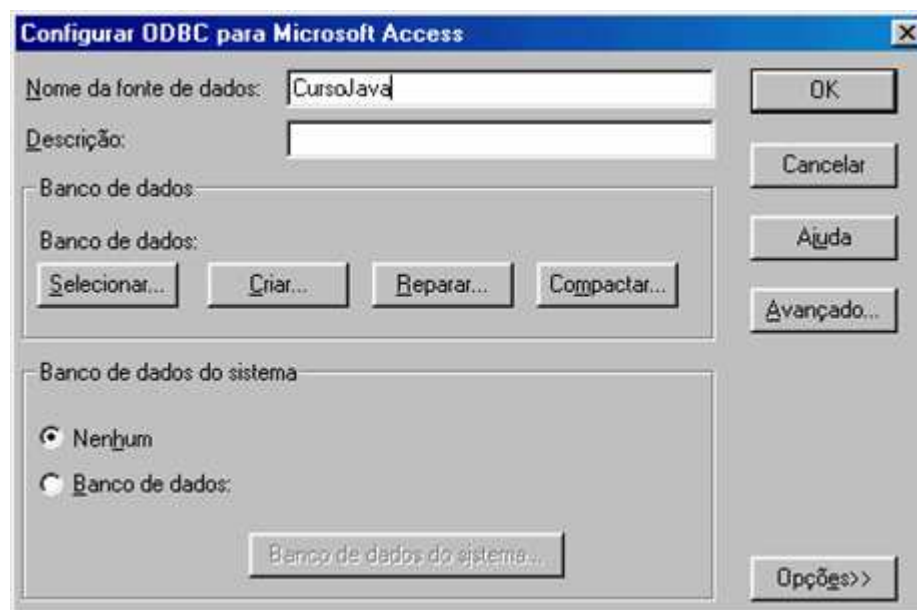 Configurar ODBC para Microsoft Access
Nome da fonte de dados: CursoJava
OK
Descrição:
Cancelar
Banco de dados
Ajuda
Banco de dados:
Selecionar... Criar... Reparar... Compactar...
Avançado...
Banco de dados do sistema
Nenhum
Banco de dados:
Banco de dados do sistema...
Opções>>